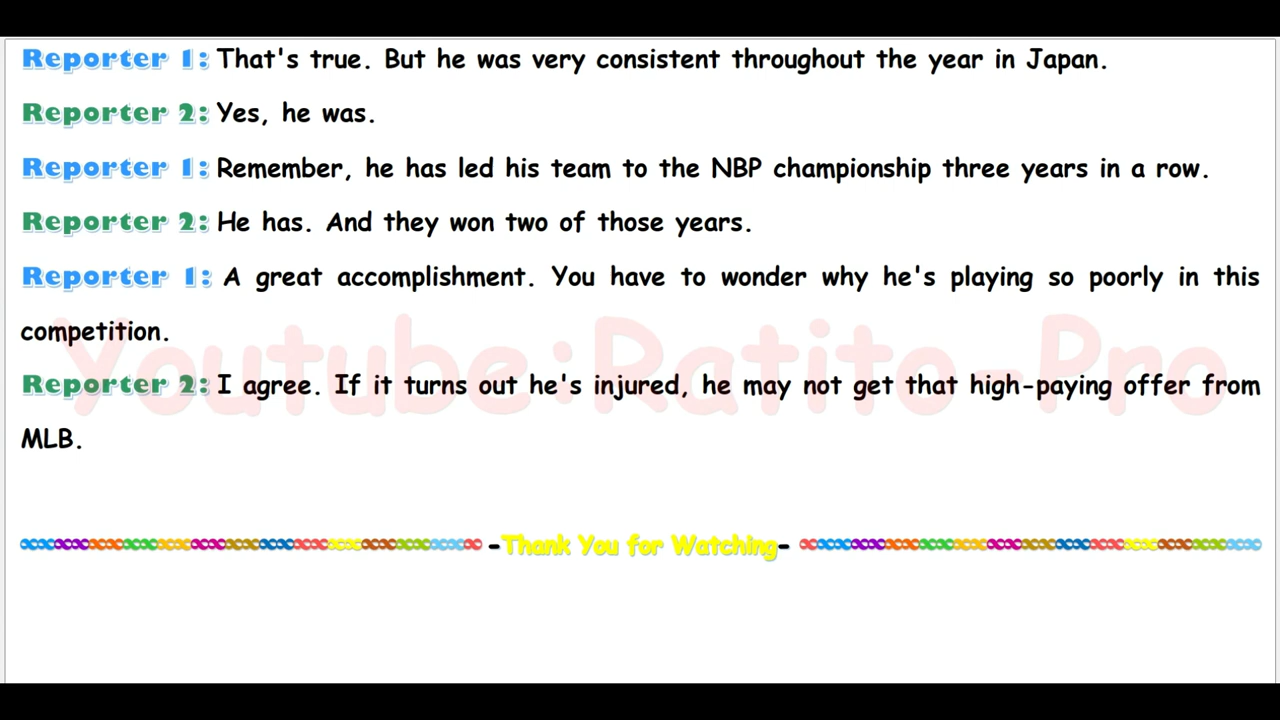 Reporter 1: That's true. But he was very consistent throughout the year in Japan.
Reporter 2: Yes, he was.
Reporter 1: Remember, he has led his team to the NBP championship three years in a row.
Reporter 2: He has. And they won two of those years.
Reporter 1: A great accomplishment. You have to wonder why he's playing so poorly in this
competition.
Youtube:Ratito-Pro
Reporter 2: I agree. If it turns out he's injured, he may not get that high-paying offer from
MLB.
-Thank You for Watching-